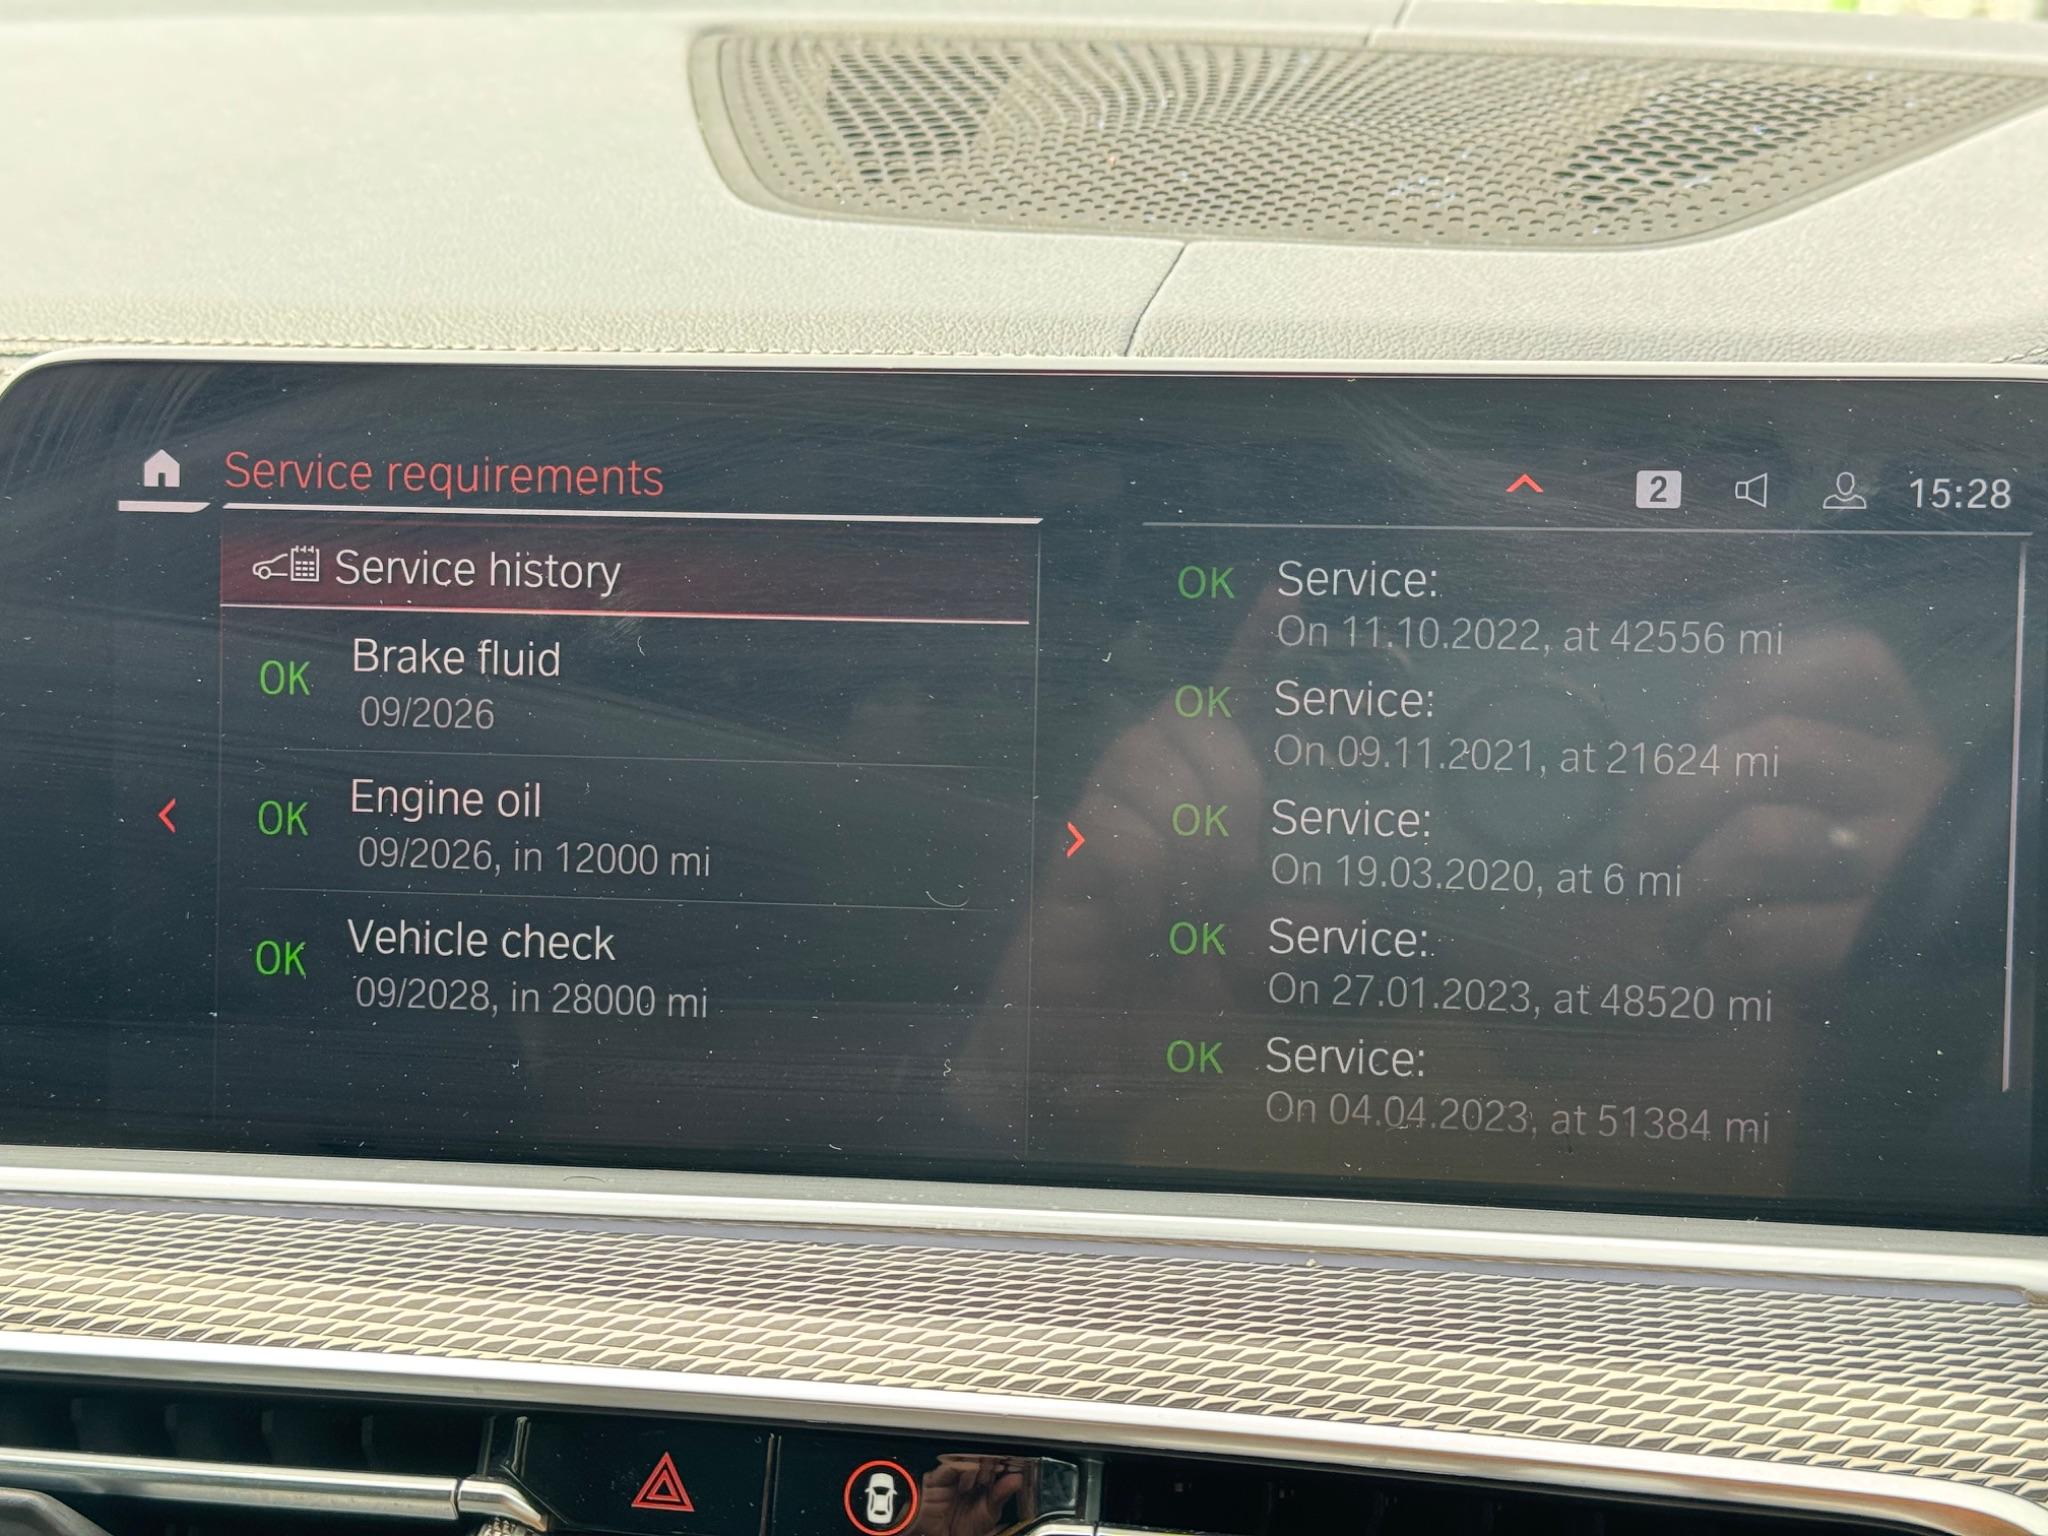 Service requirements
2
15:28
Service history
OK Brake fluid
09/2026
OK Engine oil
09/2026, in 12000 mi
OK Vehicle check
09/2028, in 28000 mi
OK Service:
On 11.10.2022, at 42556 mi
OK Service:
On 09.11.2021, at 21624 mi
OK Service:
On 19.03.2020, at 6 mi
OK Service:
On 27.01.2023, at 48520 mi
OK Service:
On 04.04.2023, at 51384 mi